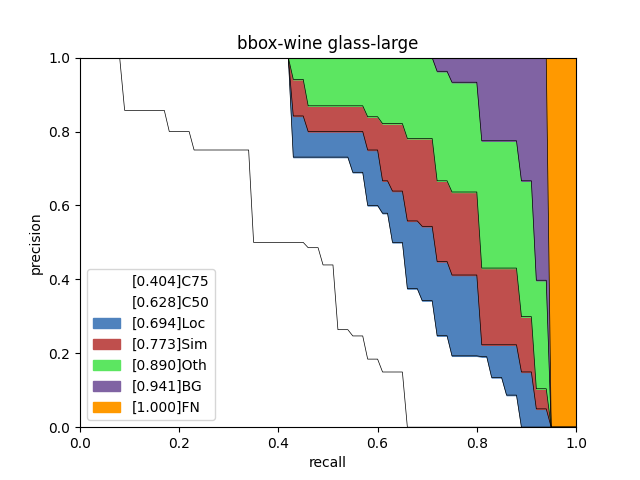 bbox-wine glass-large
precision
1.0
0.8
0.6
0.4
0.2
0.0
[0.404]C75
[0.628]C50
[0.694]Loc
[0.773]Sim
[0.890]Oth
[0.941]BG
[1.000]FN
0.0 0.2 0.4 0.6 0.8 1.0
recall